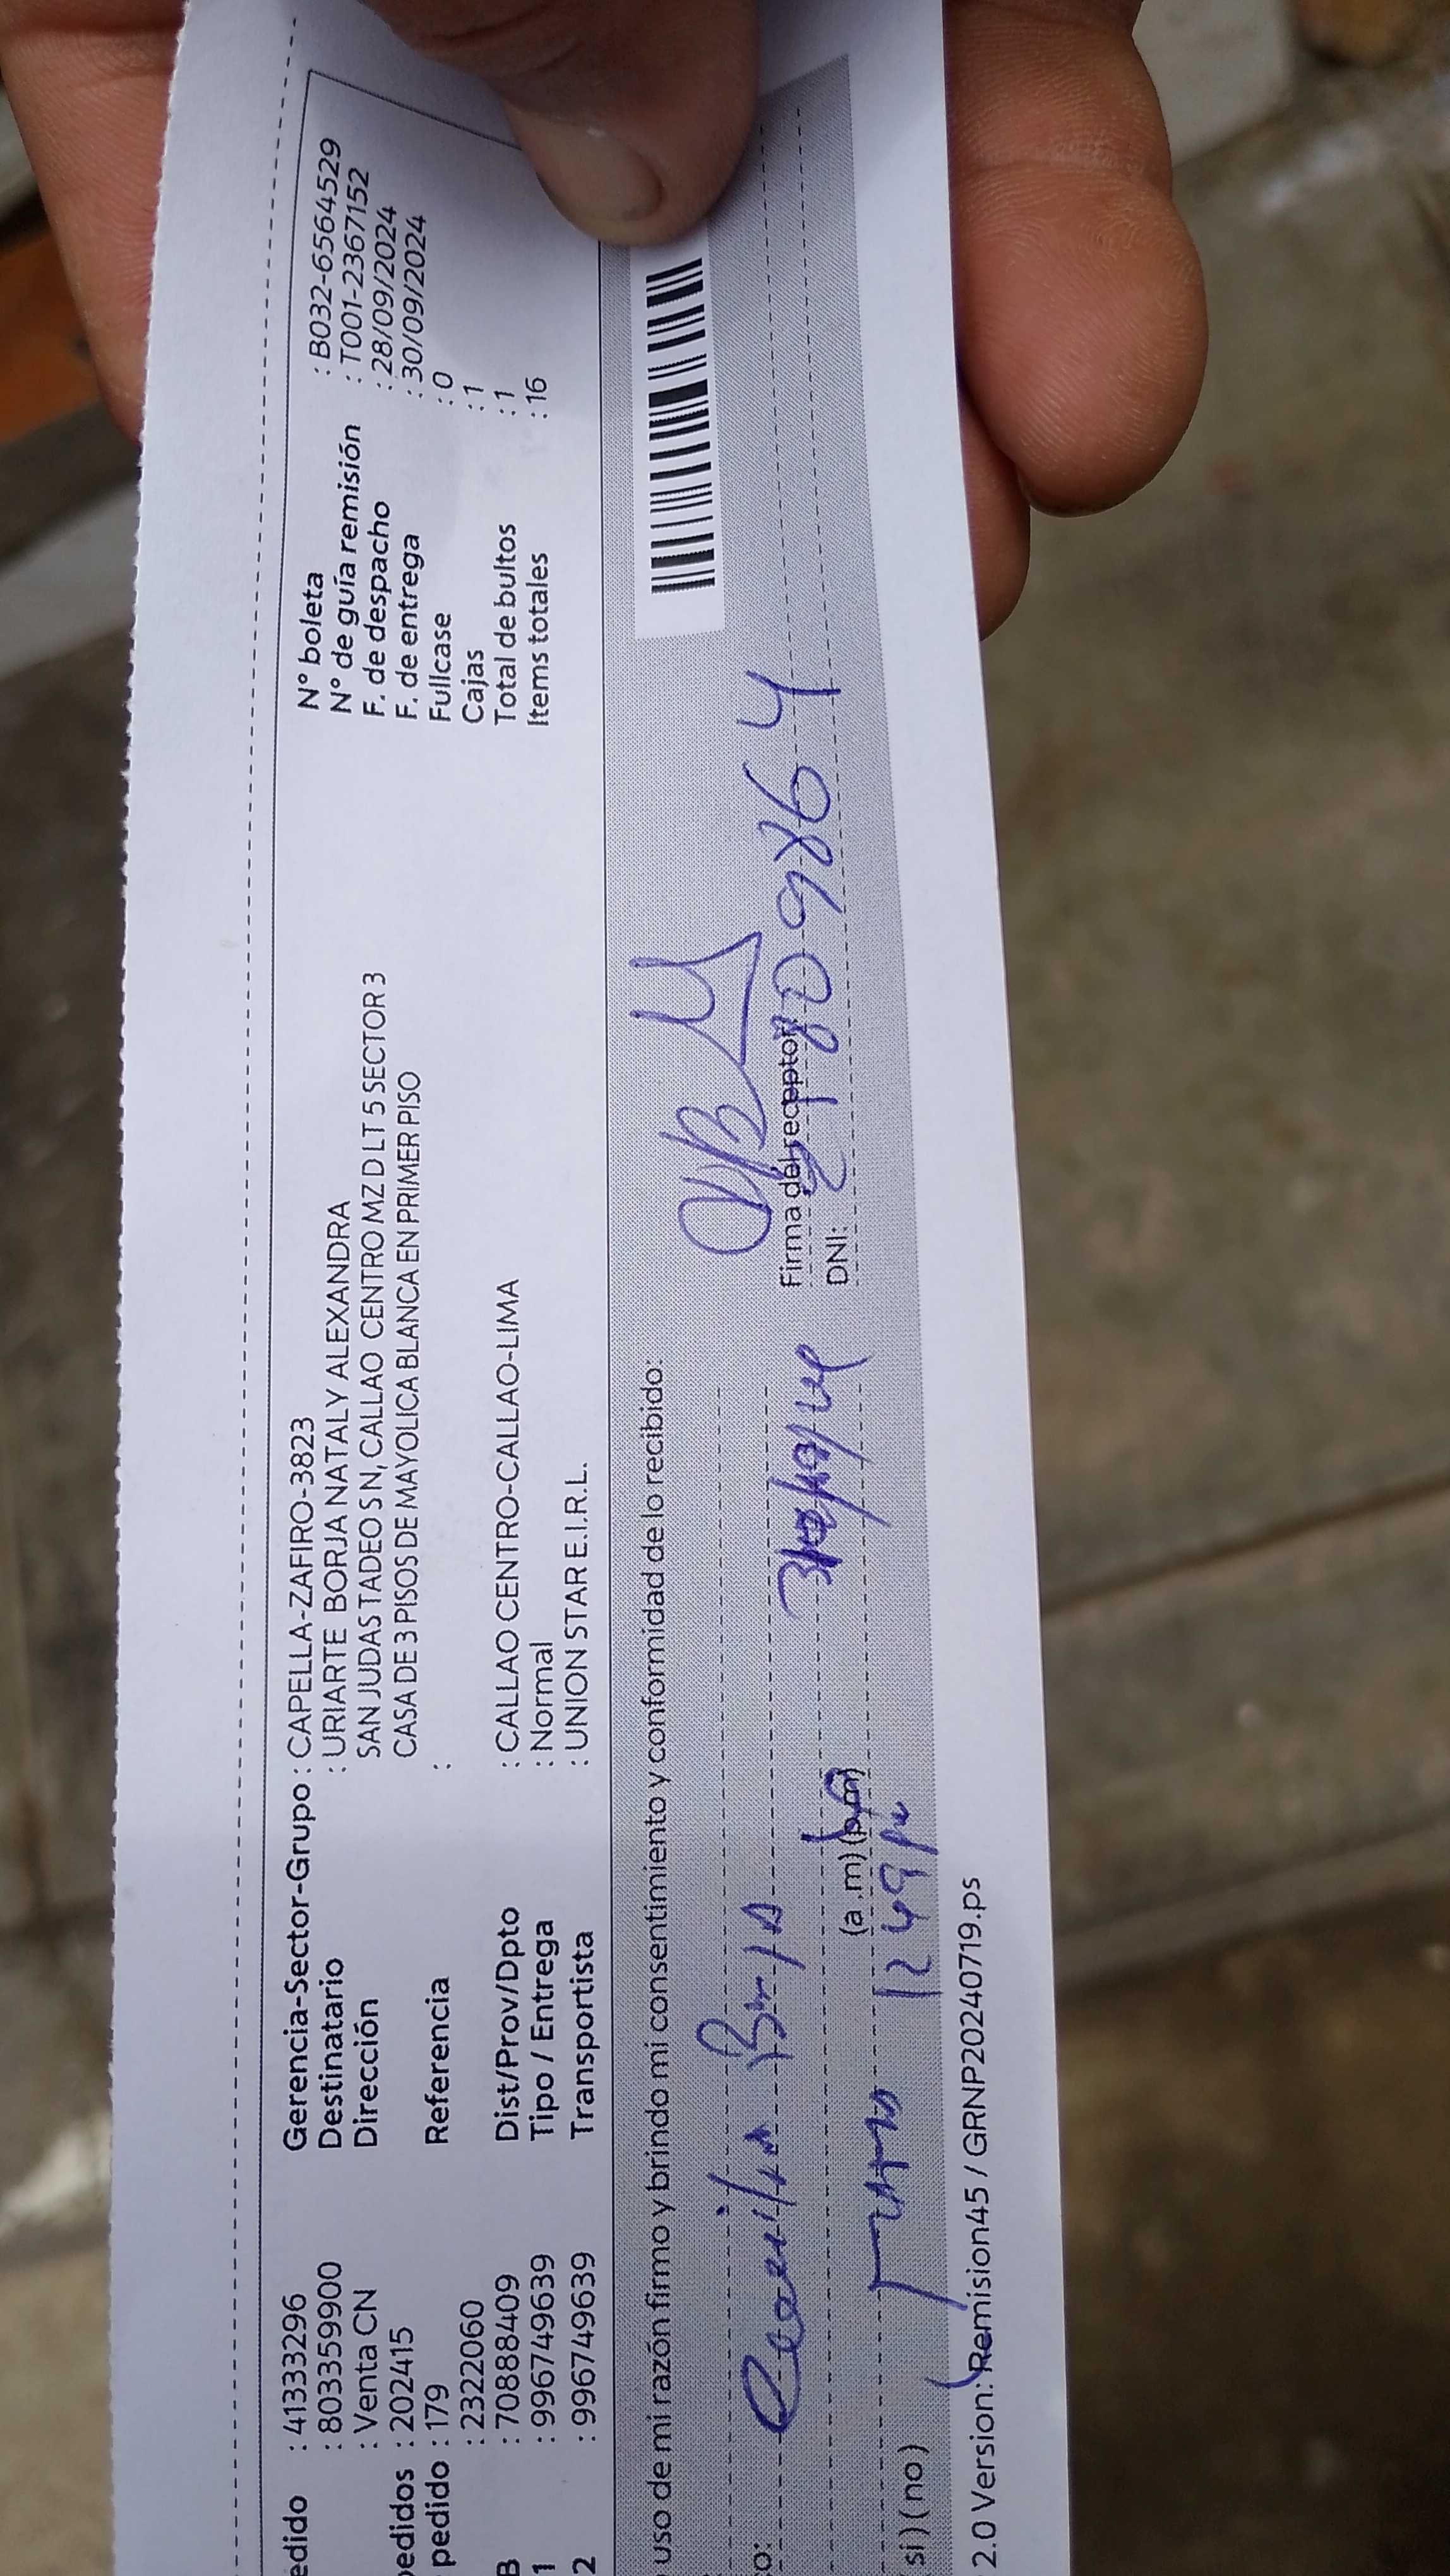 edido : 41333296
: 803359900
: Venta CN
edidos : 202415
pedido : 179
: 2322060
B : 70888409
1 : 996749639
2 : 996749639
Gerencia-Sector-Grupo : CAPELLA-ZAFIRO-3823
Destinatario : URIARTE BORJA NATALY ALEXANDRA
Dirección SAN JUDAS TADEO S N, CALLAO CENTRO MZ D LT 5 SECTOR 3
CASA DE 3 PISOS DE MAYOLICA BLANCA EN PRIMER PISO
Referencia :
Dist/Prov/Dpto : CALLAO CENTRO-CALLAO-LIMA
Tipo / Entrega : Normal
Transportista : UNION STAR E.I.R.L.
N° boleta : B032-6564529
N° de guía remisión : T001-2367152
F. de despacho : 28/09/2024
F. de entrega : 30/09/2024
Fullcase : 0
Cajas : 1
Total de bultos : 1
Items totales : 16
uso de mi razón firmo y brindo mi consentimiento y conformidad de lo recibido:
o:
(a .m) (p.m)
12 49 pm
Firma del receptor
DNI:
si ) ( no )
2.0 Version: Remision45 / GRNP20240719.ps